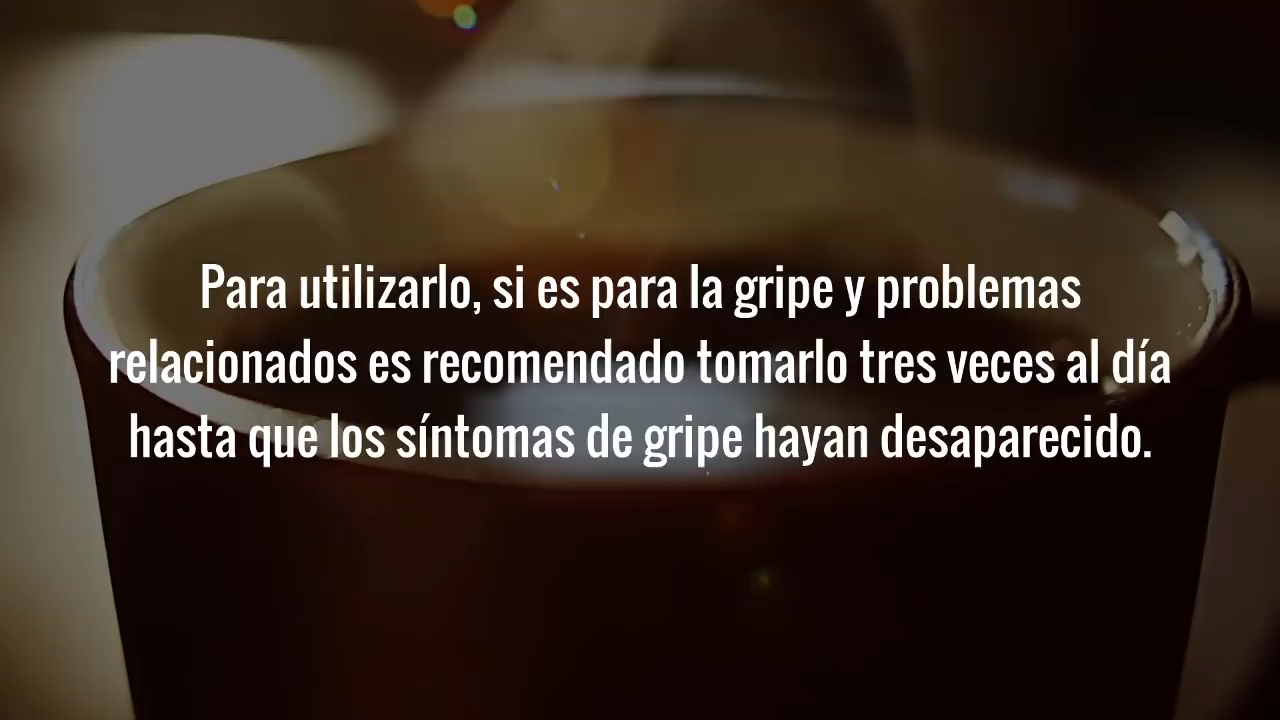 Para utilizarlo, si es para la gripe y problemas
relacionados es recomendado tomarlo tres veces al día
hasta que los síntomas de gripe hayan desaparecido.